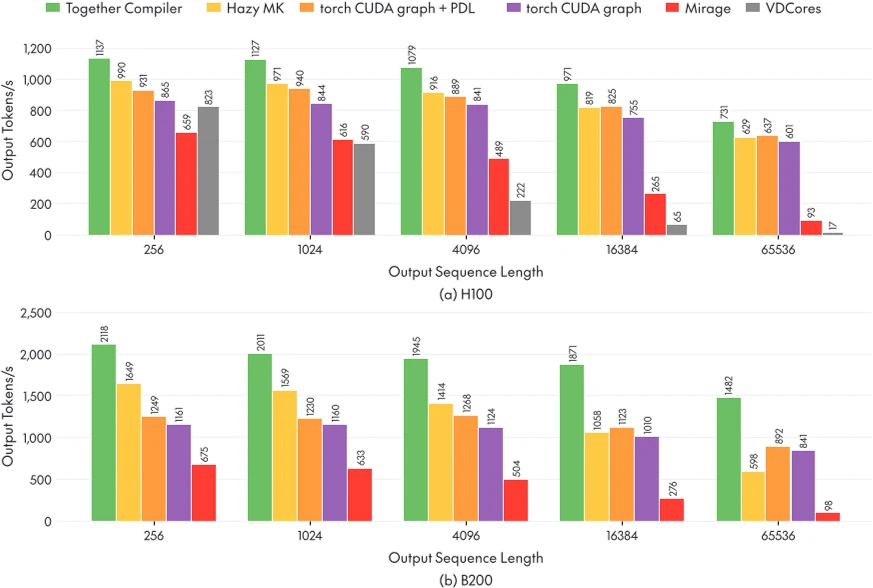 Together Compiler Hazy MK torch CUDA graph + PDL torch CUDA graph Mirage VDCores
Output Tokens/s
1,200
1,000
800
600
400
200
0
1137 990 931 865 659 823
1127 971 940 844 616 590
1079 916 889 841 489 222
971 819 825 755 265 65
731 629 637 601 93 17
256 1024 4096 16384 65536
Output Sequence Length
(a) H100
Output Tokens/s
2,500
2,000
1,500
1,000
500
0
2118 1649 1249 1161 675
2011 1569 1230 1160 633
1945 1414 1268 1124 504
1871 1058 1123 1010 276
1482 598 892 841 98
256 1024 4096 16384 65536
Output Sequence Length
(b) B200